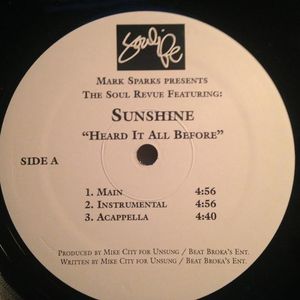 Soulife
Mark Sparks presents
The Soul Revue Featuring:
Sunshine
"Heard It All Before"
SIDE A
1. Main 4:56
2. Instrumental 4:56
3. Acappella 4:40
Produced by Mike City for Unsung / Beat Broka's Ent.
Written by Mike City for Unsung / Beat Broka's Ent.